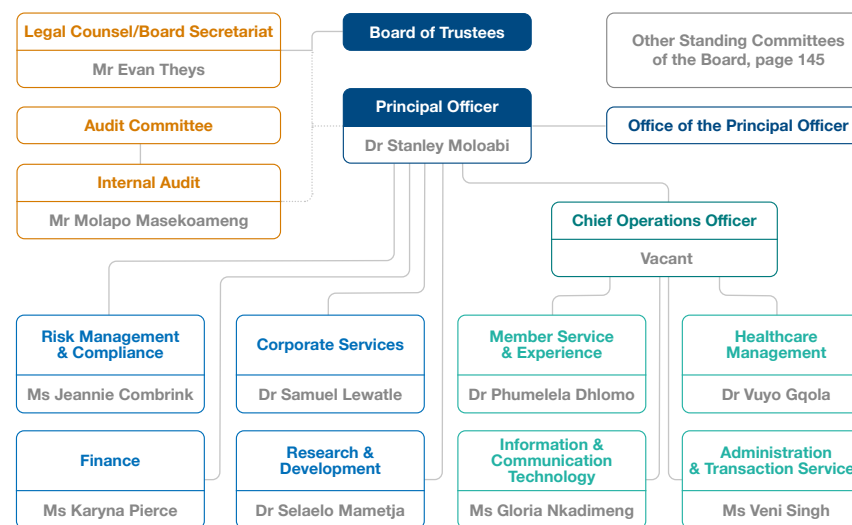 Legal Counsel/Board Secretariat
Mr Evan Theys
Board of Trustees
Other Standing Committees
of the Board, page 145
Audit Committee
Principal Officer
Dr Stanley Moloabi
Office of the Principal Officer
Internal Audit
Mr Molapo Masekoameng
Chief Operations Officer
Vacant
Risk Management
& Compliance
Ms Jeannie Combrink
Corporate Services
Dr Samuel Lewatle
Member Service
& Experience
Dr Phumelela Dhlomo
Healthcare
Management
Dr Vuyo Gqola
Finance
Ms Karyna Pierce
Research &
Development
Dr Selaelo Mametja
Information &
Communication
Technology
Ms Gloria Nkadimeng
Administration
& Transaction Service
Ms Veni Singh